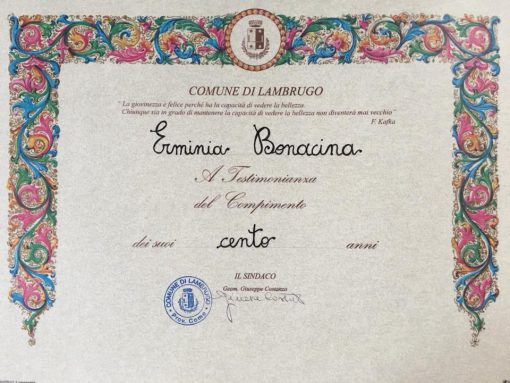 COMUNE DI LAMBRUGO
"La giovinezza è felice perché ha la capacità di vedere la bellezza.
Chiunque sia in grado di mantenere la capacità di vedere la bellezza non diventerà mai vecchio"
F. Kafka
Erminia Bonacina
A Testimonianza
del Compimento
dei suoi cento anni
IL SINDACO
Geom. Giuseppe Costanzo
COMUNE DI LAMBRUGO
Prov. Como